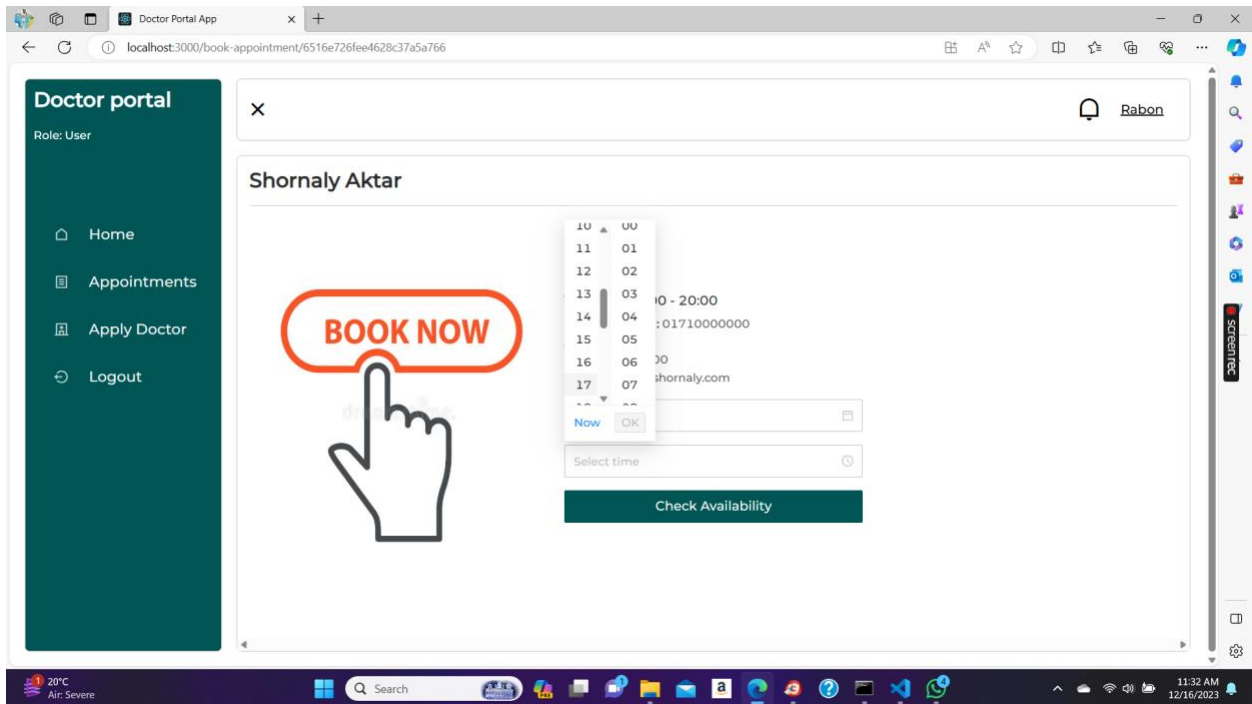 Doctor Portal App
localhost:3000/book-appointment/6516e726fee4628c37a5a766
Doctor portal
Role: User
Home
Appointments
Apply Doctor
Logout
Rabon
Shornaly Aktar
BOOK NOW
10 00
11 01
12 02
13 03
14 04
15 05
16 06
17 07
Now OK
0 - 20:00
: 01710000000
00
shornaly.com
Select time
Check Availability
screenrec
1
20°C
Air: Severe
Search
4
11:32 AM
12/16/2023